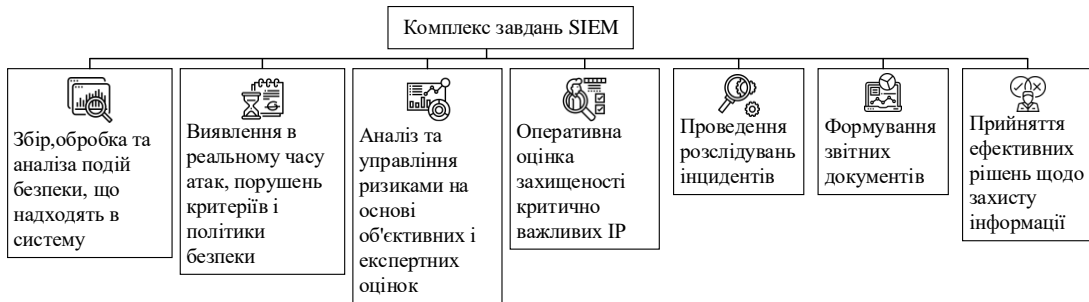 Комплекс завдань SIEM
Збір,обробка та
аналіза подій
безпеки, що
надходять в
систему
Виявлення в
реальному часу
атак, порушень
критеріїв і
політики
безпеки
Аналіз та
управління
ризиками на
основі
об'єктивних і
експертних
оцінок
Оперативна
оцінка
захищеності
критично
важливих ІР
Проведення
розслідувань
інцидентів
Формування
звітних
документів
Прийняття
ефективних
рішень щодо
захисту
інформації